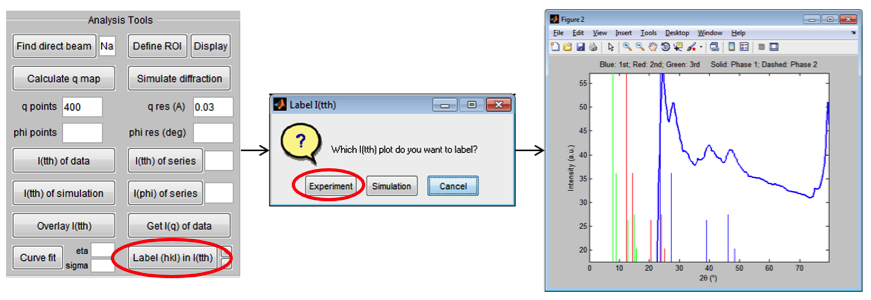 Analysis Tools
Find direct beam Na Define ROI Display
Calculate q map Simulate diffraction
q points 400 q res (A) 0.03
phi points phi res (deg)
I(tth) of data I(tth) of series
I(tth) of simulation I(phi) of series
Overlay I(tth) Get I(q) of data
Curve fit eta sigma Label (hkl) in I(tth)
Label I(tth)
?
Which I(tth) plot do you want to label?
Experiment Simulation Cancel
Figure 2
File Edit View Insert Tools Desktop Window Help
Blue: 1st; Red: 2nd; Green: 3rd Solid: Phase 1; Dashed: Phase 2
55
50
45
40
35
30
25
20
Intensity (a.u.)
0 10 20 30 40 50 60 70
2θ (°)